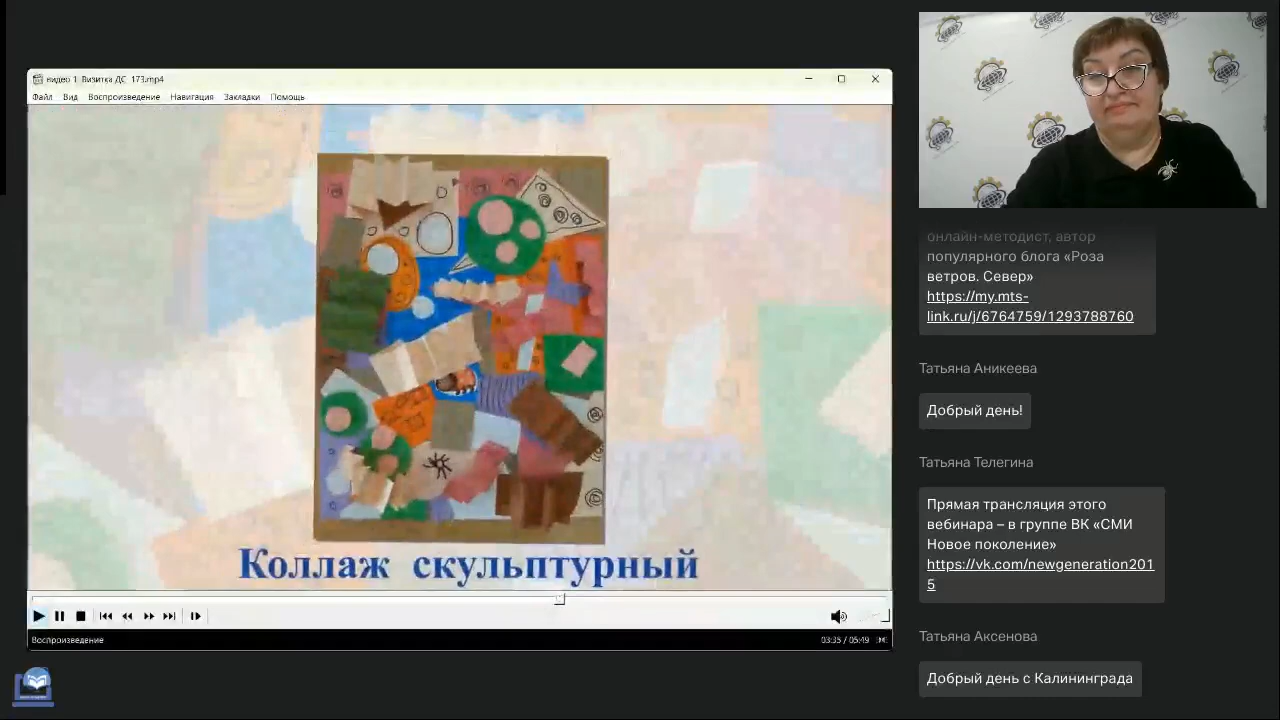 видео 1 Визитка ДС 173.mp4
Файл Вид Воспроизведение Навигация Закладки Помощь
Коллаж скульптурный
Воспроизведение
03:35 / 05:49
онлайн-методист, автор
популярного блога «Роза
ветров. Север»
https://my.mts-
link.ru/j/6764759/1293788760
Татьяна Аникеева
Добрый день!
Татьяна Телегина
Прямая трансляция этого
вебинара – в группе ВК «СМИ
Новое поколение»
https://vk.com/newgeneration201
5
Татьяна Аксенова
Добрый день с Калининграда